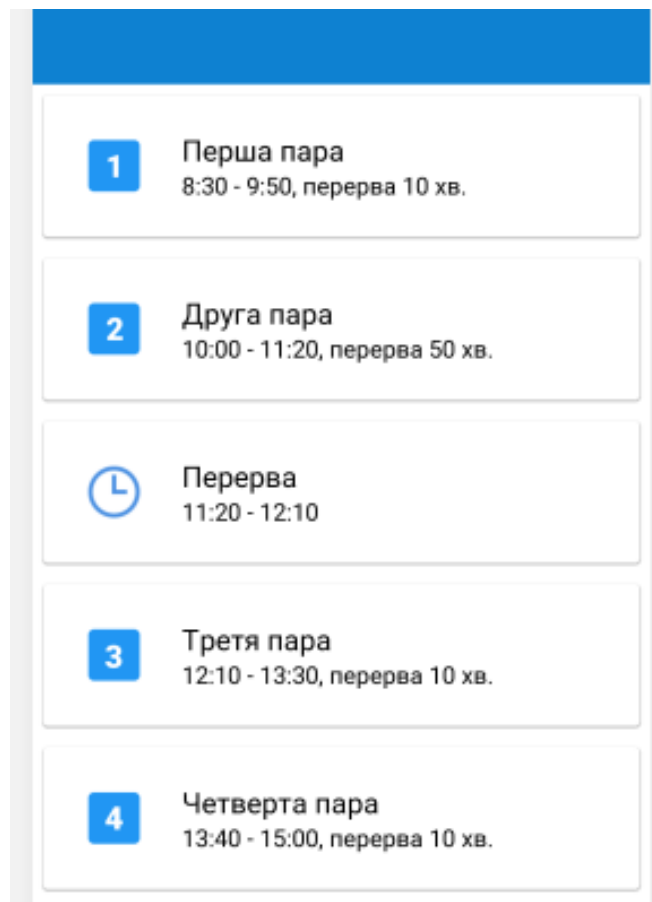 1
Перша пара
8:30 - 9:50, перерва 10 хв.
2
Друга пара
10:00 - 11:20, перерва 50 хв.
Перерва
11:20 - 12:10
3
Третя пара
12:10 - 13:30, перерва 10 хв.
4
Четверта пара
13:40 - 15:00, перерва 10 хв.